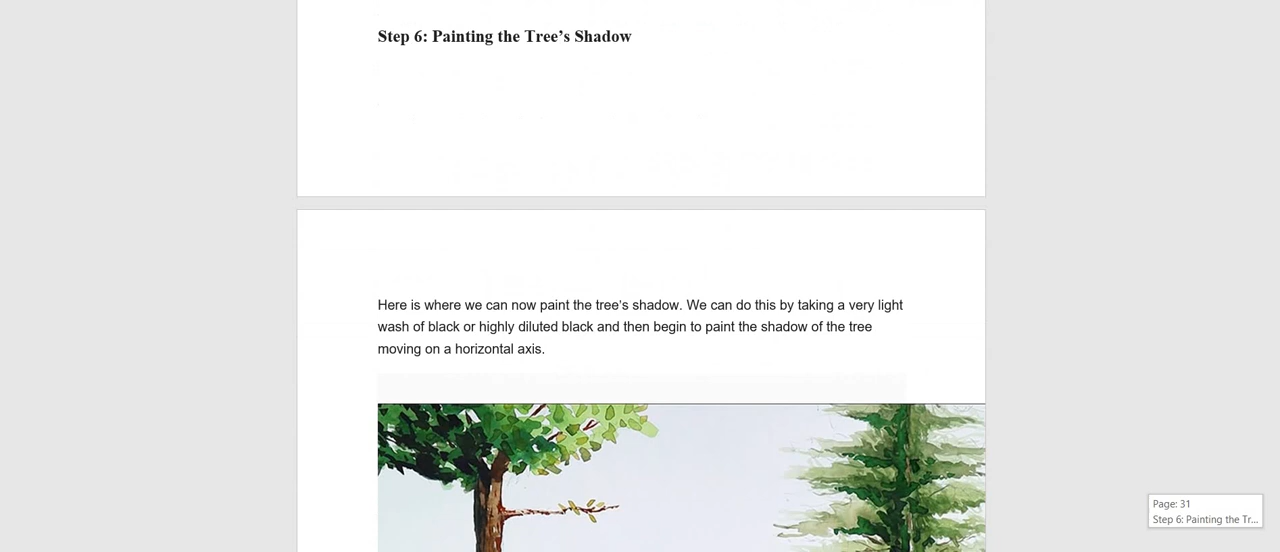 Step 6: Painting the Tree’s Shadow
Here is where we can now paint the tree’s shadow. We can do this by taking a very light
wash of black or highly diluted black and then begin to paint the shadow of the tree
moving on a horizontal axis.
Page: 31
Step 6: Painting the Tr...